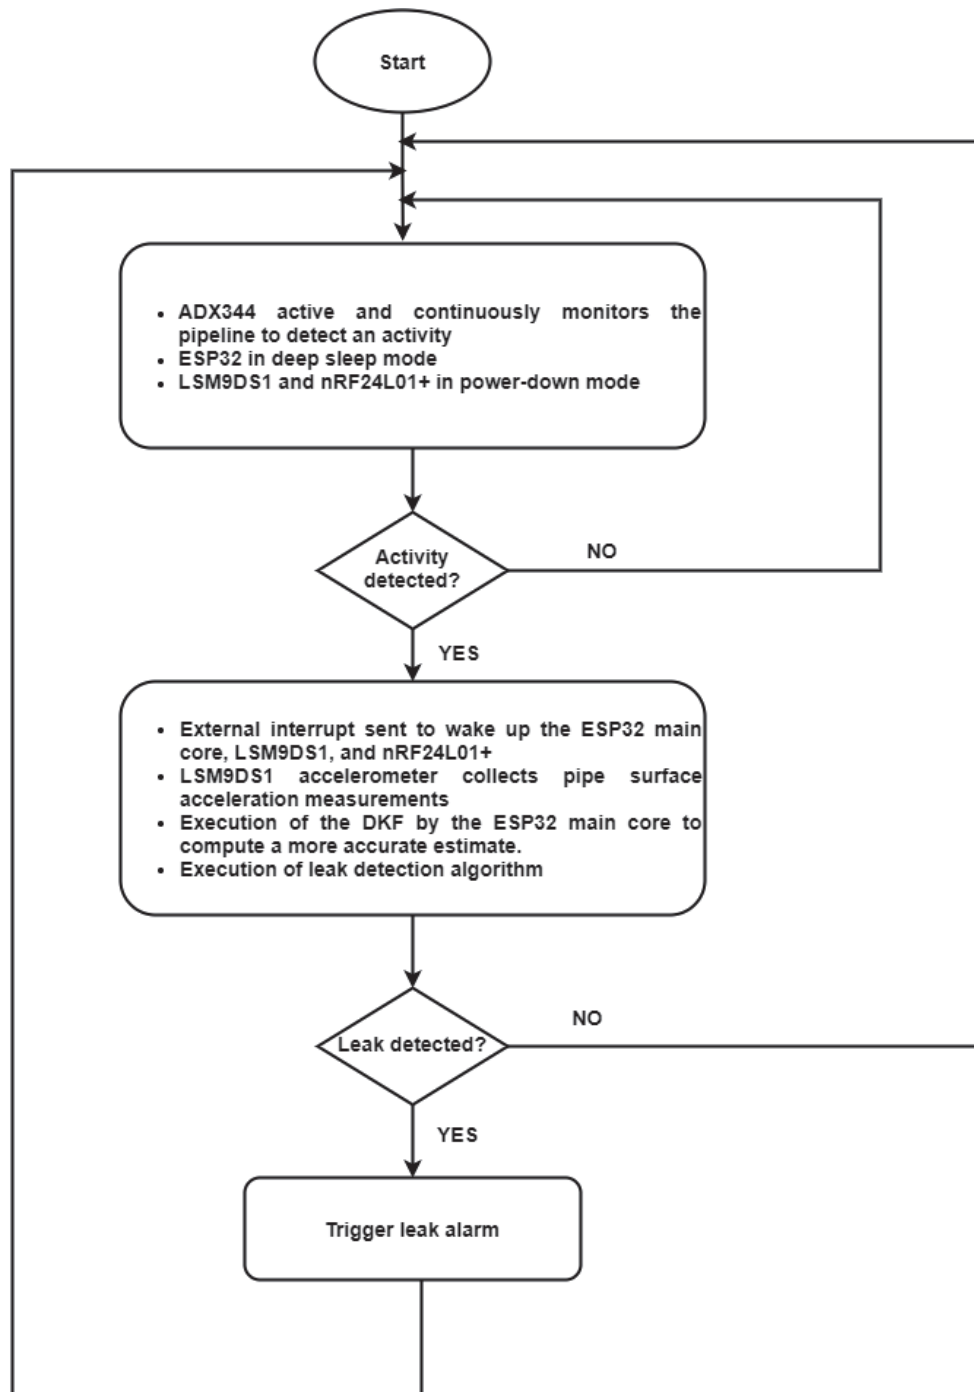 Start
• ADX344 active and continuously monitors the
pipeline to detect an activity
• ESP32 in deep sleep mode
• LSM9DS1 and nRF24L01+ in power-down mode
Activity
detected?
NO
YES
• External interrupt sent to wake up the ESP32 main
core, LSM9DS1, and nRF24L01+
• LSM9DS1 accelerometer collects pipe surface
acceleration measurements
• Execution of the DKF by the ESP32 main core to
compute a more accurate estimate.
• Execution of leak detection algorithm
Leak detected?
NO
YES
Trigger leak alarm